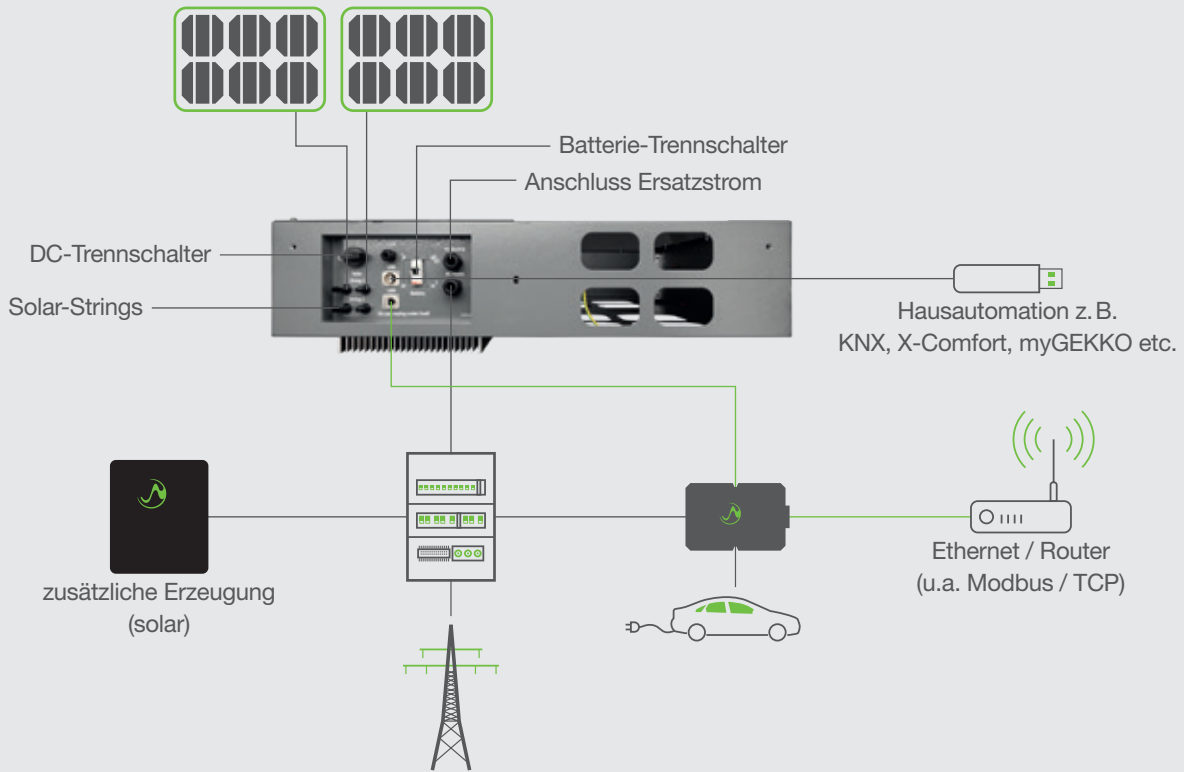 Batterie-Trennschalter
Anschluss Ersatzstrom
DC-Trennschalter
Solar-Strings
Hausautomation z. B.
KNX, X-Comfort, myGEKKO etc.
zusätzliche Erzeugung
(solar)
Ethernet / Router
(u.a. Modbus / TCP)